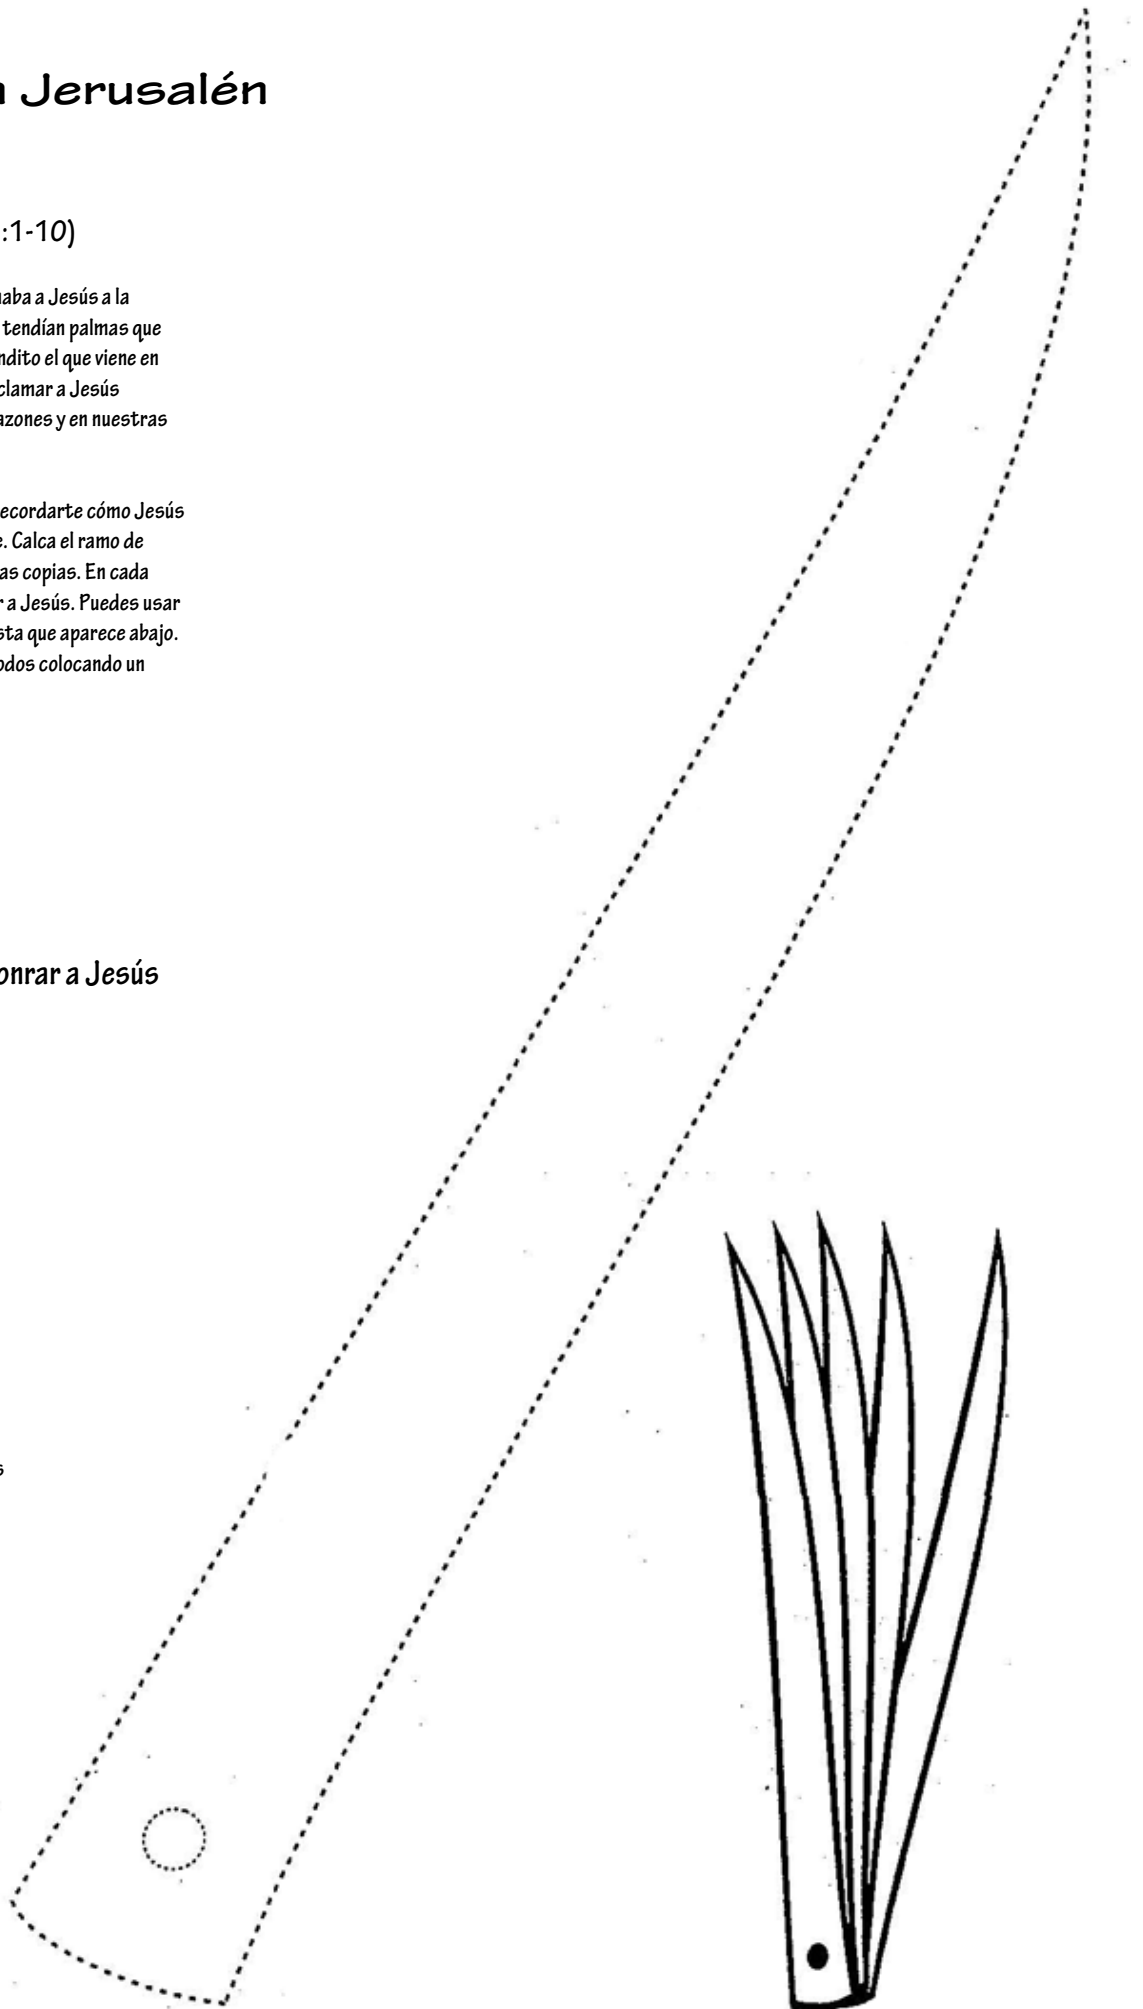 Jerusalén
:1-10)
aba a Jesús a la
tendían palmas que
ndito el que viene en
clamar a Jesús
azones y en nuestras
ecordarte cómo Jesús
e. Calca el ramo de
as copias. En cada
r a Jesús. Puedes usar
sta que aparece abajo.
odos colocando un
onrar a Jesús
s